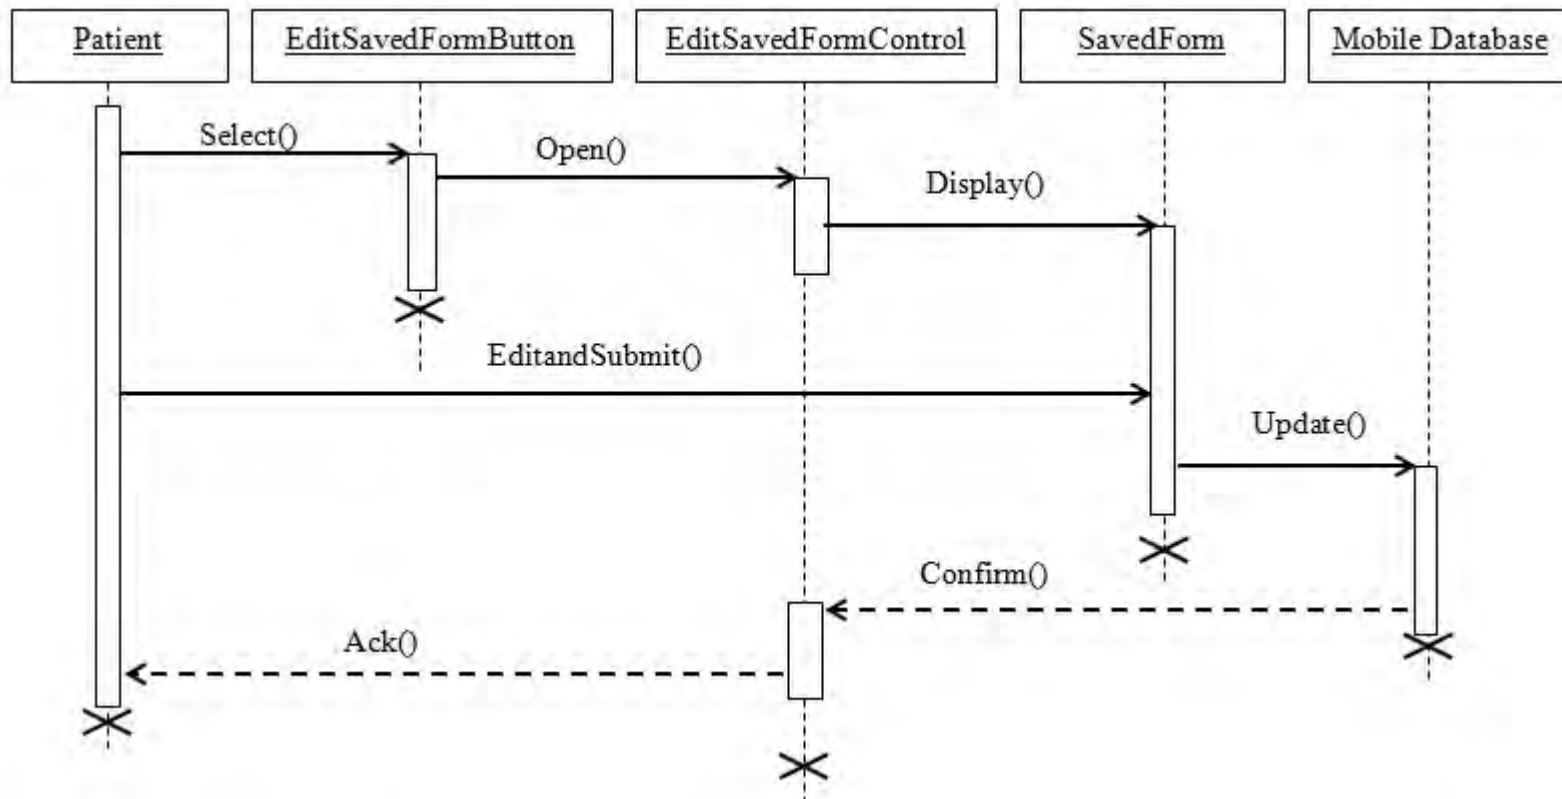 Patient
EditSavedFormButton
EditSavedFormControl
SavedForm
Mobile Database
Select()
Open()
Display()
EditandSubmit()
Update()
Confirm()
Ack()